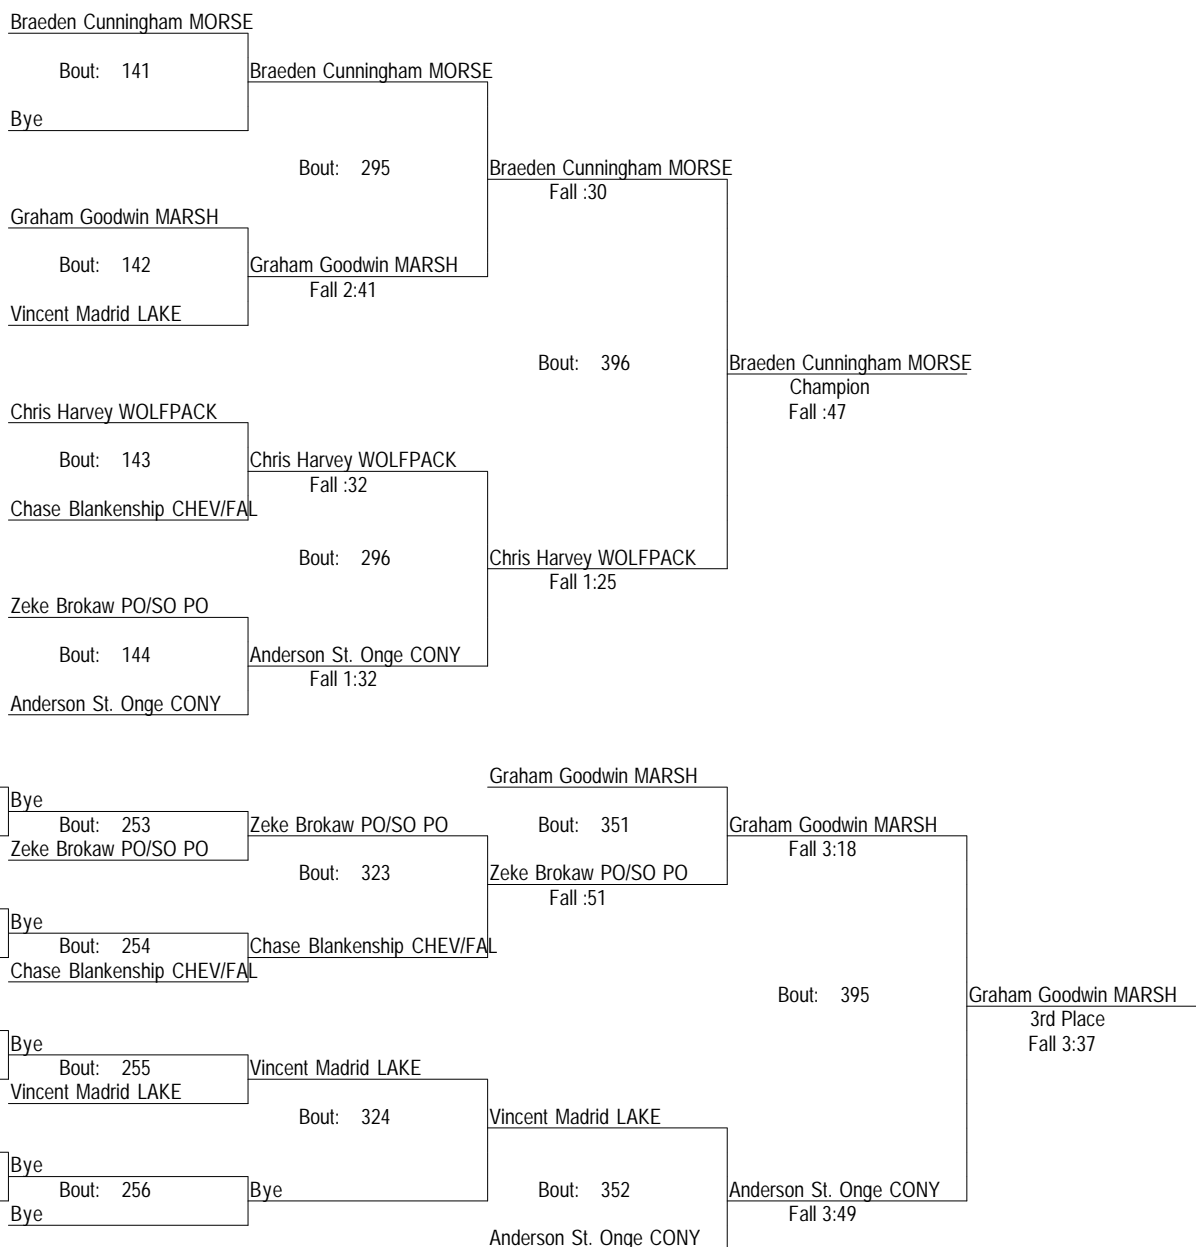 Braeden Cunningham MORSE
Bout: 141
Braeden Cunningham MORSE
Bye
Bout: 295
Braeden Cunningham MORSE
Fall :30
Graham Goodwin MARSH
Bout: 142
Graham Goodwin MARSH
Fall 2:41
Vincent Madrid LAKE
Bout: 396
Braeden Cunningham MORSE
Champion
Fall :47
Chris Harvey WOLFPACK
Bout: 143
Chris Harvey WOLFPACK
Fall :32
Chase Blankenship CHEV/FAL
Bout: 296
Chris Harvey WOLFPACK
Fall 1:25
Zeke Brokaw PO/SO PO
Bout: 144
Anderson St. Onge CONY
Fall 1:32
Anderson St. Onge CONY
Graham Goodwin MARSH
Bye
Bout: 253
Zeke Brokaw PO/SO PO
Bout: 351
Graham Goodwin MARSH
Fall 3:18
Zeke Brokaw PO/SO PO
Bout: 323
Zeke Brokaw PO/SO PO
Fall :51
Bye
Bout: 254
Chase Blankenship CHEV/FAL
Chase Blankenship CHEV/FAL
Bout: 395
Graham Goodwin MARSH
3rd Place
Fall 3:37
Bye
Bout: 255
Vincent Madrid LAKE
Vincent Madrid LAKE
Bout: 324
Vincent Madrid LAKE
Bye
Bout: 256
Bye
Bout: 352
Anderson St. Onge CONY
Fall 3:49
Bye
Anderson St. Onge CONY